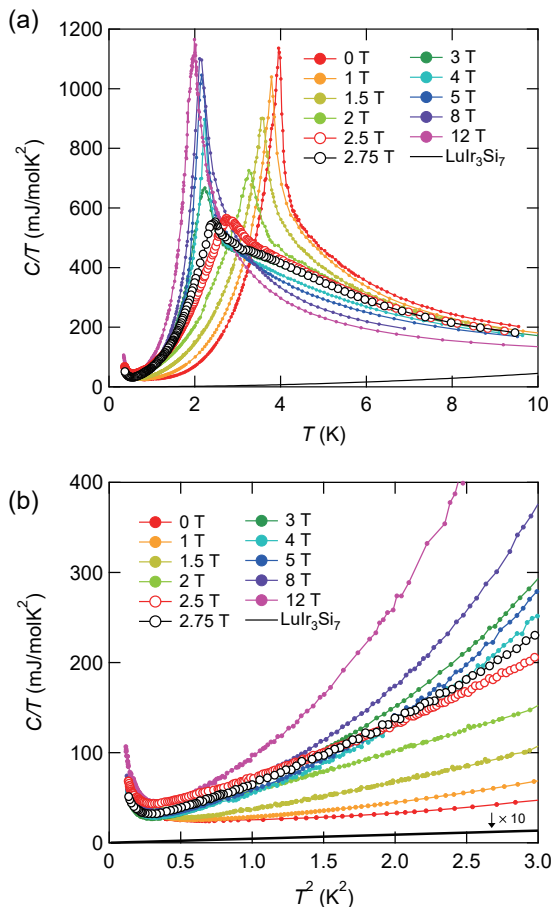 (a)
1200
1000
800
600
400
200
0
C/T (mJ/molK²)
0 T
1 T
1.5 T
2 T
2.5 T
2.75 T
3 T
4 T
5 T
8 T
12 T
LuIr₃Si₇
0
2
4
6
8
10
T (K)
(b)
400
300
200
100
0
C/T (mJ/molK²)
0 T
1 T
1.5 T
2 T
2.5 T
2.75 T
3 T
4 T
5 T
8 T
12 T
LuIr₃Si₇
↓ × 10
0.0
0.5
1.0
1.5
2.0
2.5
3.0
T² (K²)